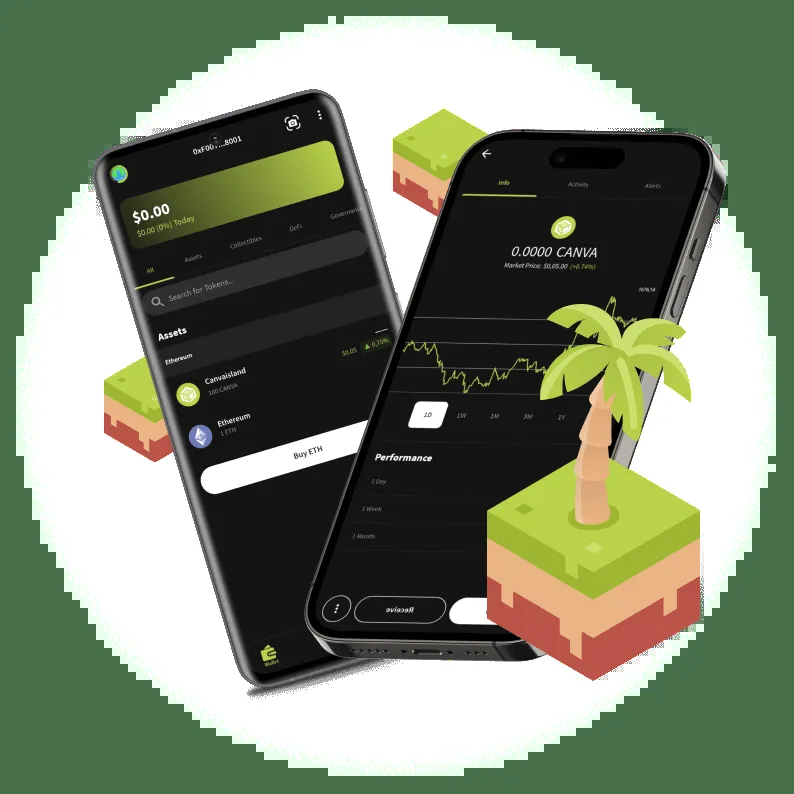 0xF00...8001
$0.00
$0.00 (0%) Today
All Assets Collectibles DeFi Governanc
Search for Tokens...
Assets
Ethereum
Canvaisland
100 CANVA
$0.05 ▲ 0,75%
Ethereum
1 ETH
Buy ETH
Wallet
Info Activity Alerts
0.0000 CANVA
Market Price: $0,05.00 (+0.74%)
1D 1W 1M 3M 1Y
Performance
1 Day
1 Week
1 Month
Receive